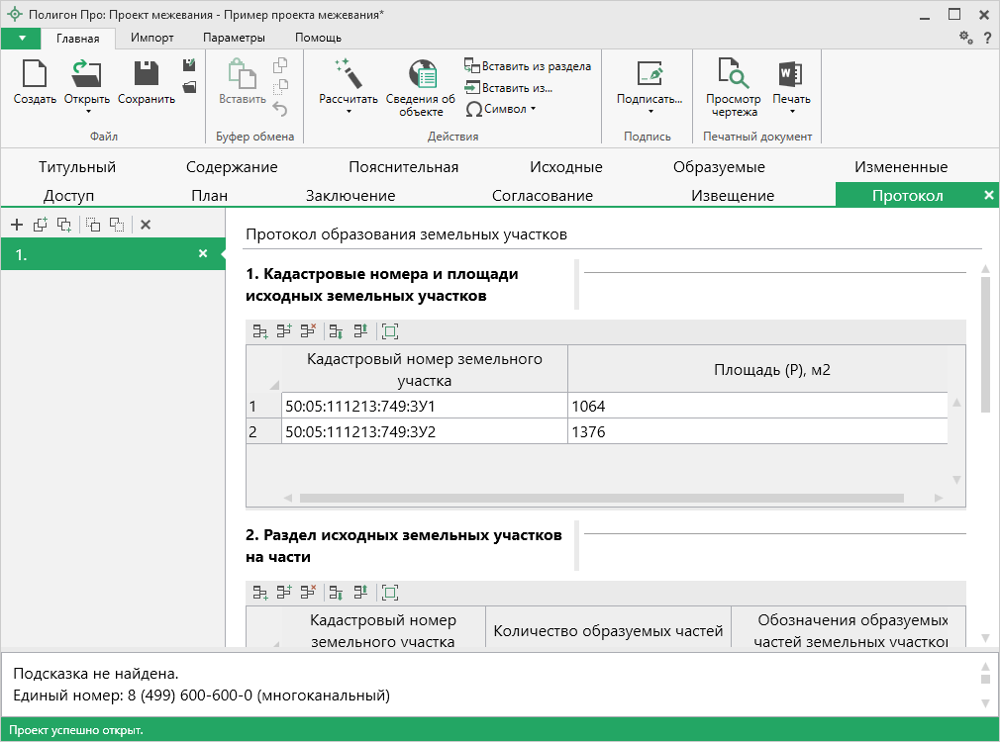 Полигон Про: Проект межевания - Пример проекта межевания*
Главная Импорт Параметры Помощь
?
Создать Открыть Сохранить
Файл
Вставить
Буфер обмена
Рассчитать Сведения об объекте
Вставить из раздела
Вставить из...
Символ
Действия
Подписать...
Подпись
Просмотр чертежа Печать
Печатный документ
Титульный Содержание Пояснительная Исходные Образуемые Измененные
Доступ План Заключение Согласование Извещение Протокол
1.
Протокол образования земельных участков
1. Кадастровые номера и площади
исходных земельных участков
Кадастровый номер земельного
участка
Площадь (P), м2
1 50:05:111213:749:ЗУ1 1064
2 50:05:111213:749:ЗУ2 1376
2. Раздел исходных земельных участков
на части
Кадастровый номер
земельного участка
Количество образуемых частей
Обозначения образуемых
частей земельных участко
Подсказка не найдена.
Единый номер: 8 (499) 600-600-0 (многоканальный)
Проект успешно открыт.